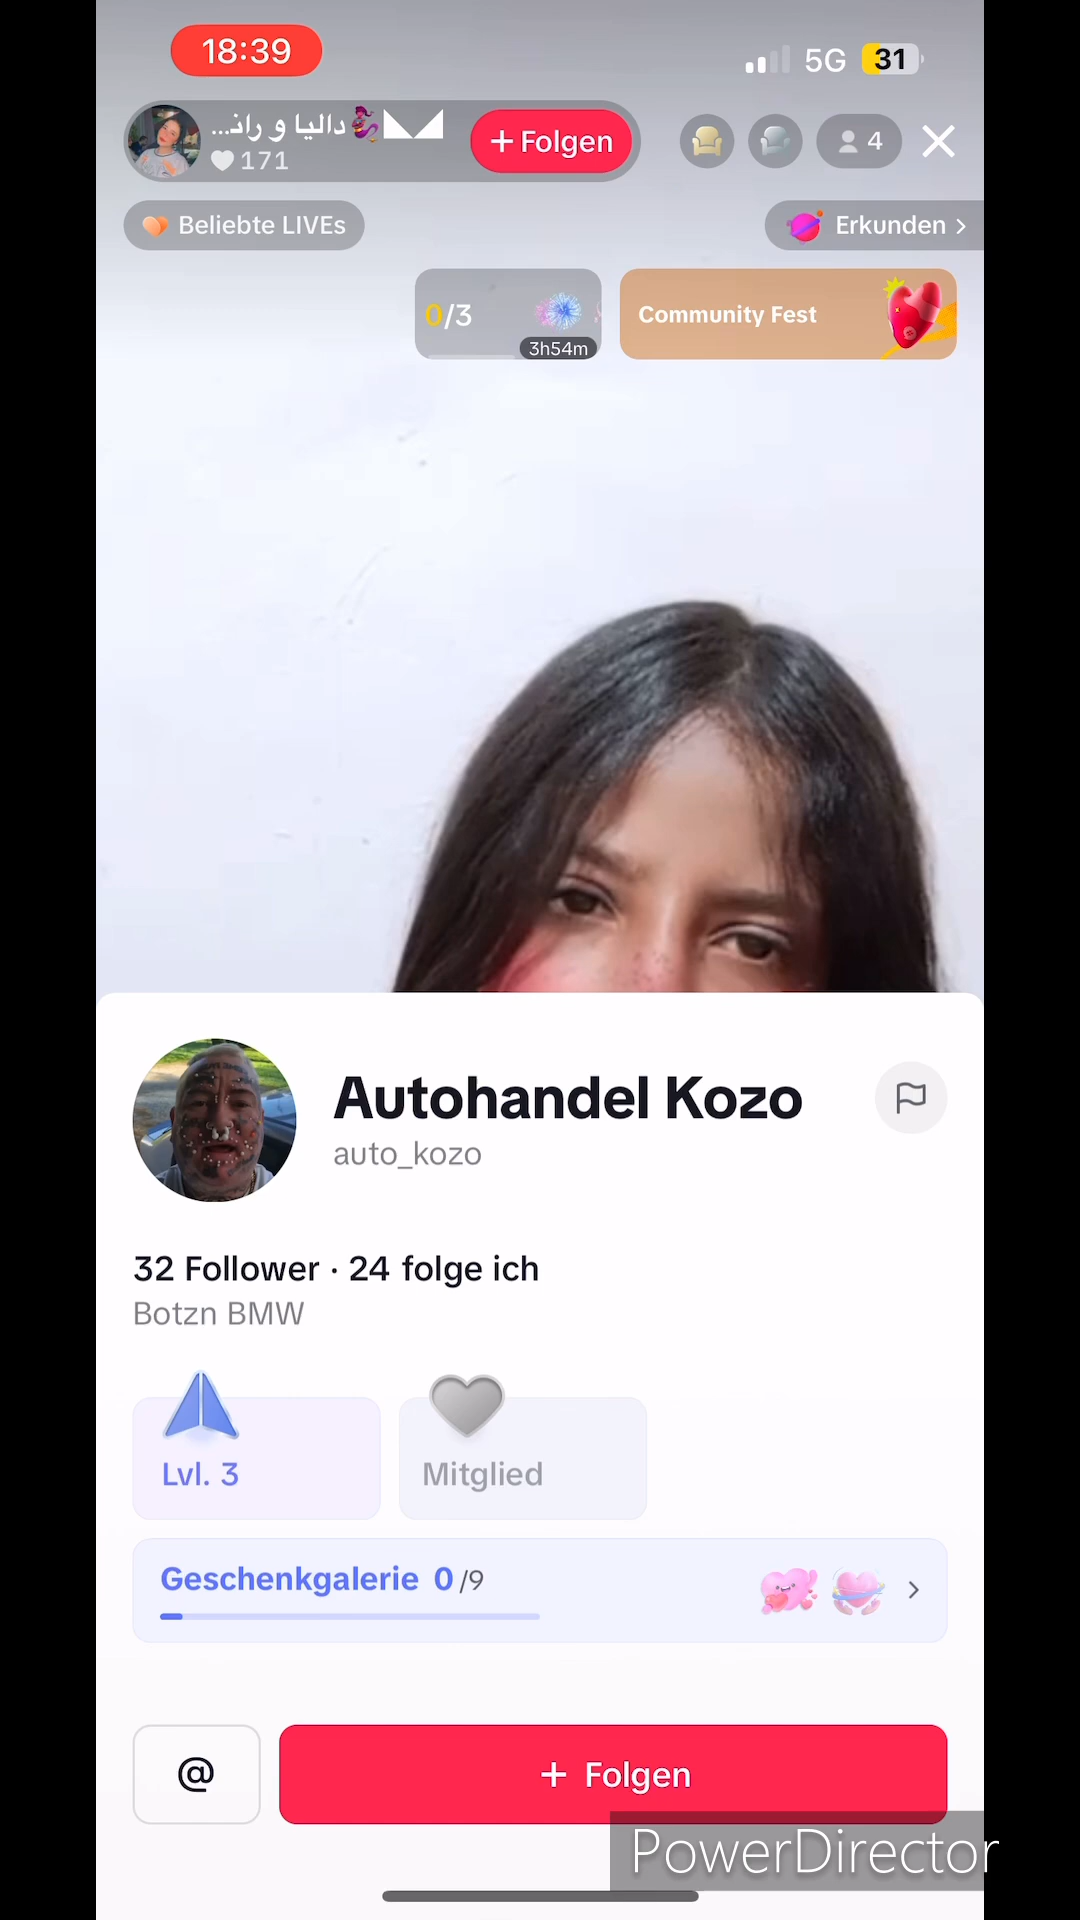 18:39
5G
31
داليا و راذ...
171
+ Folgen
4
Beliebte LIVEs
Erkunden >
0/3
3h54m
Community Fest
Autohandel Kozo
auto_kozo
32 Follower · 24 folge ich
Botzn BMW
Lvl. 3
Mitglied
Geschenkgalerie 0/9
@
+ Folgen
PowerDirector